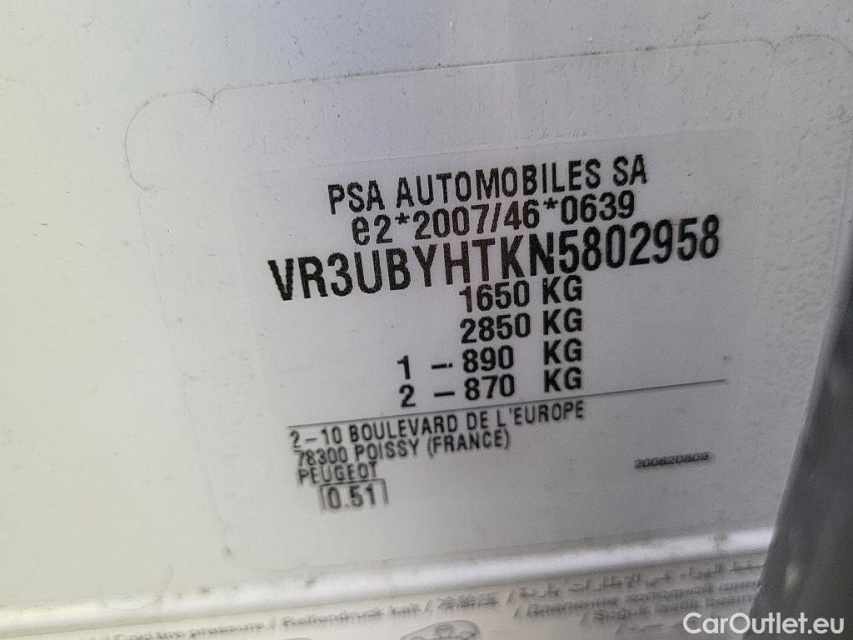 PSA AUTOMOBILES SA
e2*2007/46*0639
VR3UBYHTKN5802958
1650 KG
2850 KG
1 – 890 KG
2 – 870 KG
2–10 BOULEVARD DE L'EUROPE
78300 POISSY (FRANCE)
PEUGEOT
0.51
CarOutlet.eu